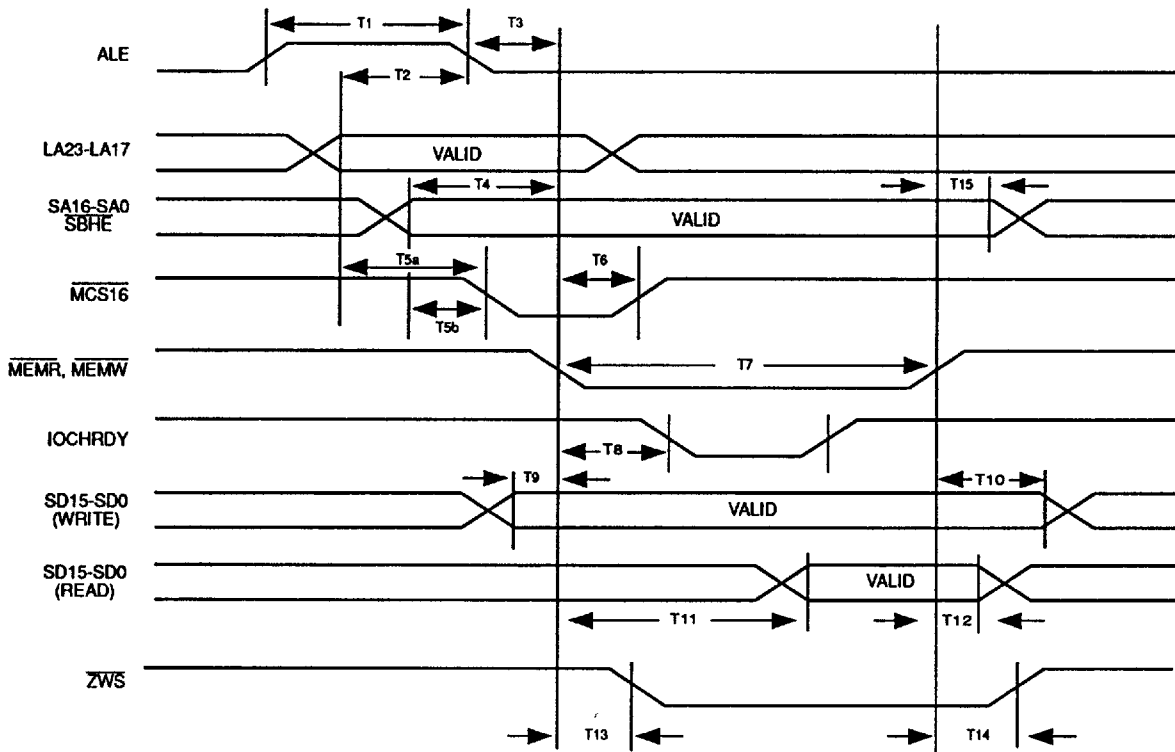 T1
T3
ALE
T2
LA23-LA17
VALID
T4
T15
SA16-SA0
SBHE
VALID
T5a
T6
MCS16
T5b
MEMR, MEMW
T7
IOCHRDY
T8
T9
T10
SD15-SD0
(WRITE)
VALID
SD15-SD0
(READ)
VALID
T11
T12
ZWS
T13
T14